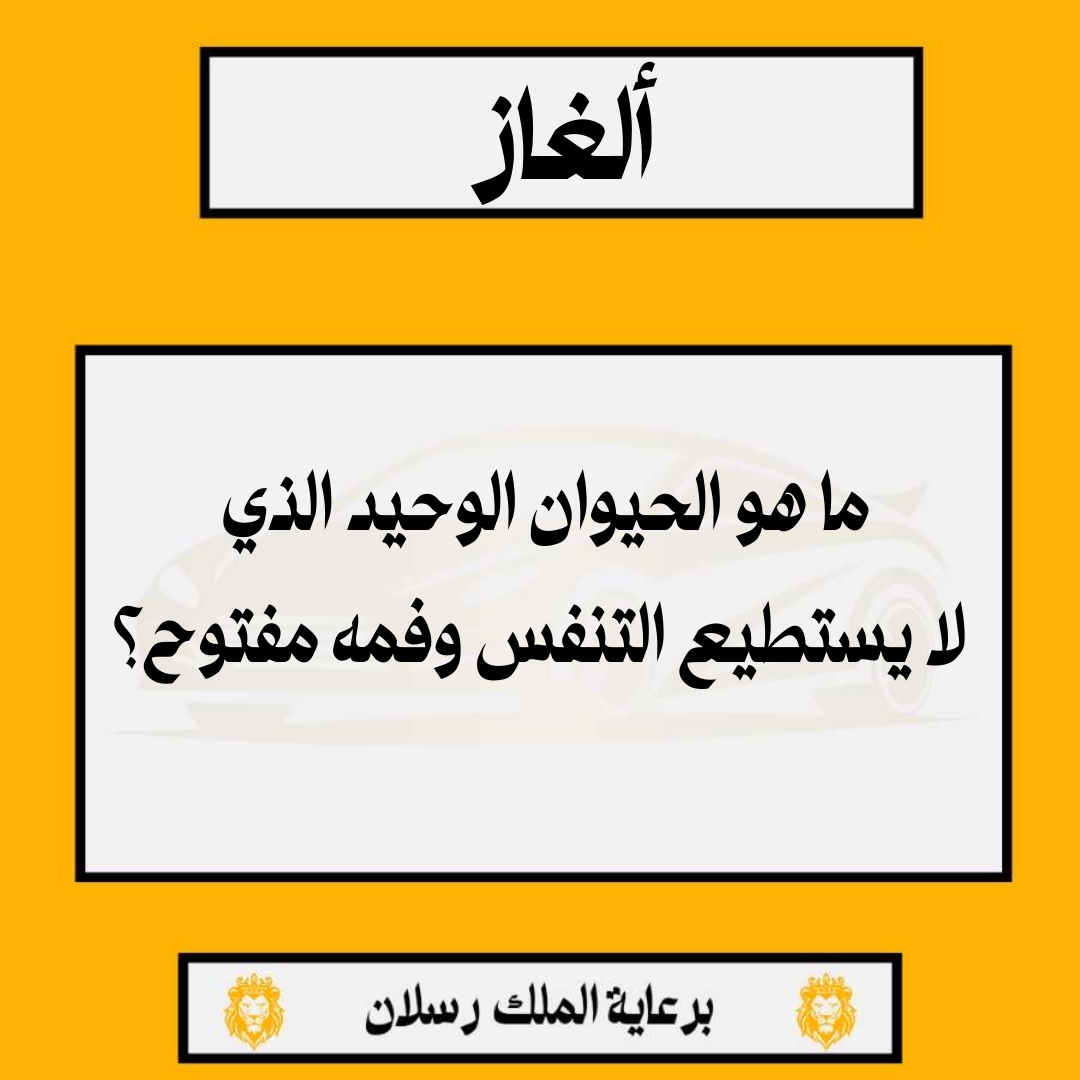 ألغاز
ما هو الحيوان الوحيد الذي
لا يستطيع التنفس وفمه مفتوح؟
برعاية الملك رسلان